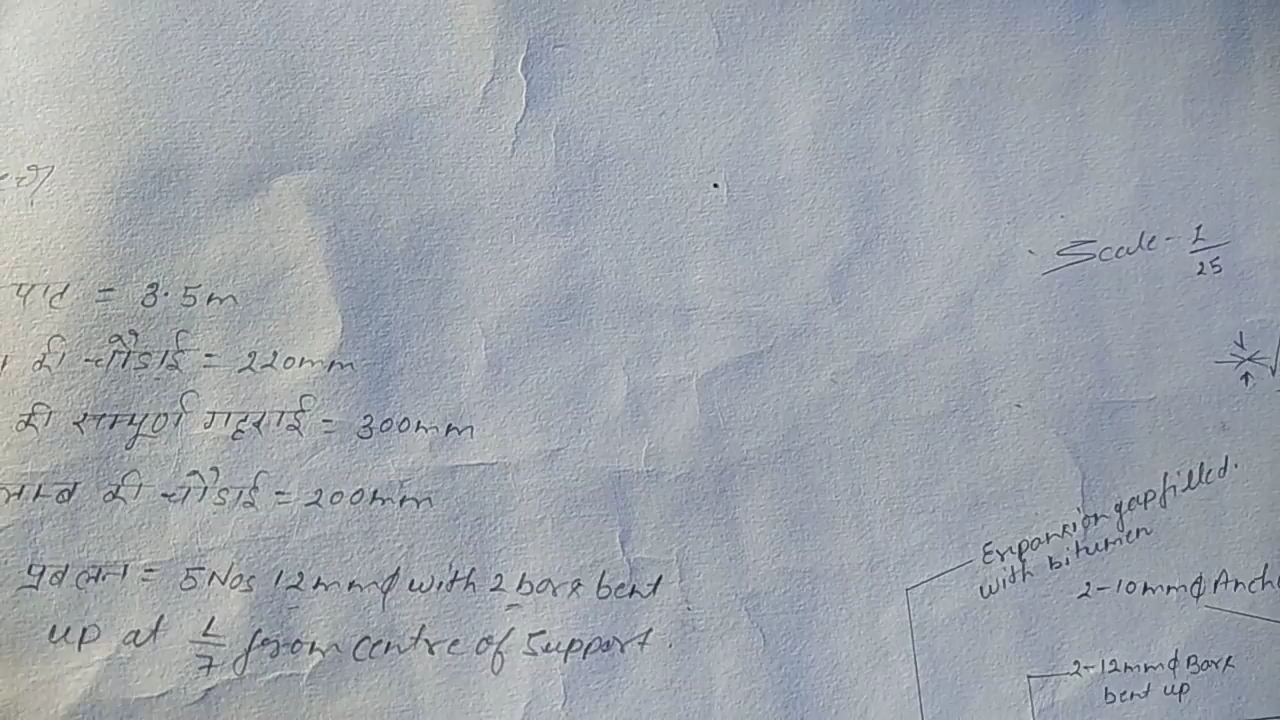 पाट = 3.5m
की चौडाई = 220mm
की सम्पूर्ण गहराई = 300mm
की चौडाई = 200mm
प्रबलन = 5Nos 12mmϕ with 2 bars bent
up at L/7 from centre of Support.
Scale - 1/25
Expansion gap filled.
with bitumen
2-10mmϕ Anch
2-12mmϕ Bars
bent up